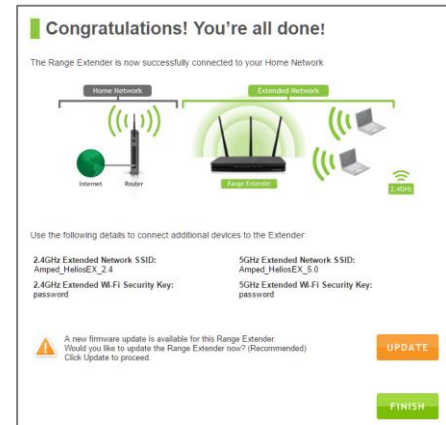 Congratulations! You're all done!
The Range Extender is now successfully connected to your Home Network
Home Network
Extended Network
Internet
Router
Range Extender
2.4GHz
Use the following details to connect additional devices to the Extender:
2.4GHz Extended Network SSID:
Amped_HeliosEX_2.4
2.4GHz Extended Wi-Fi Security Key:
password
5GHz Extended Network SSID:
Amped_HeliosEX_5.0
5GHz Extended Wi-Fi Security Key:
password
A new firmware update is available for this Range Extender.
Would you like to update the Range Extender now? (Recommended)
Click Update to proceed.
UPDATE
FINISH